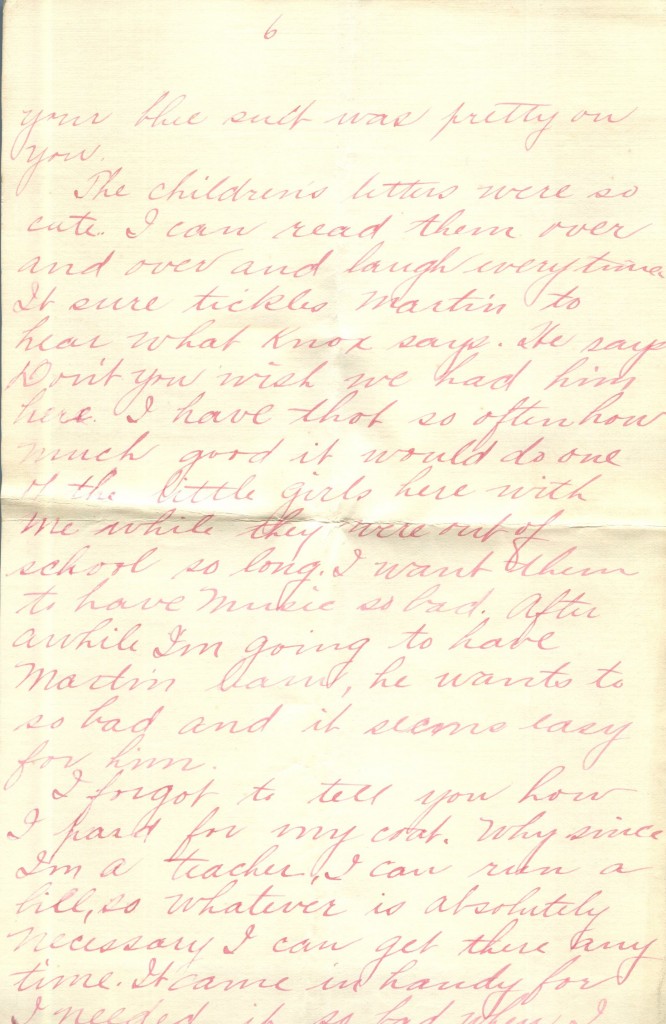 6
your blue suit was pretty on
you.
The children's letters were so
cute. I can read them over
and over and laugh everytime
It sure tickles Martin to
hear what Knox says. He says
Don't you wish we had him
here. I have thot so often how
much good it would do one
of the little girls here with
me while they were out of
school so long. I want them
to have music so bad. After
awhile I'm going to have
Martin learn, he wants to
so bad and it seems easy
for him.
I forgot to tell you how
I paid for my coat. Why since
I'm a teacher, I can run a
bill, so whatever is absolutely
necessary I can get there any
time. It came in handy for
I needed it so bad when I